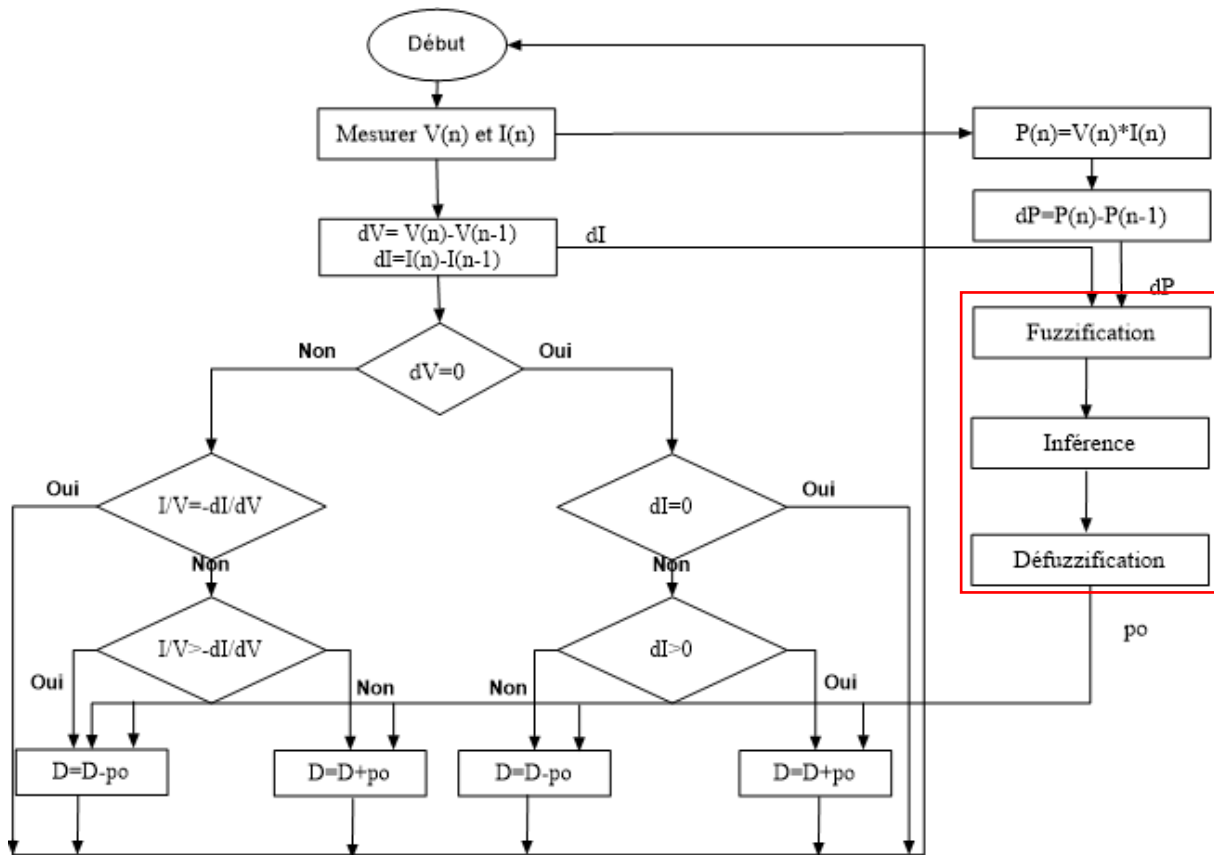 Début
Mesurer V(n) et I(n)
P(n)=V(n)*I(n)
dP=P(n)-P(n-1)
dV= V(n)-V(n-1)
dI=I(n)-I(n-1)
dI
dP
Fuzzification
Non
Oui
dV=0
Inférence
Oui
I/V=-dI/dV
dI=0
Oui
Non
Non
Défuzzification
po
I/V>-dI/dV
dI>0
Oui
Non
Non
Oui
D=D-po
D=D+po
D=D-po
D=D+po